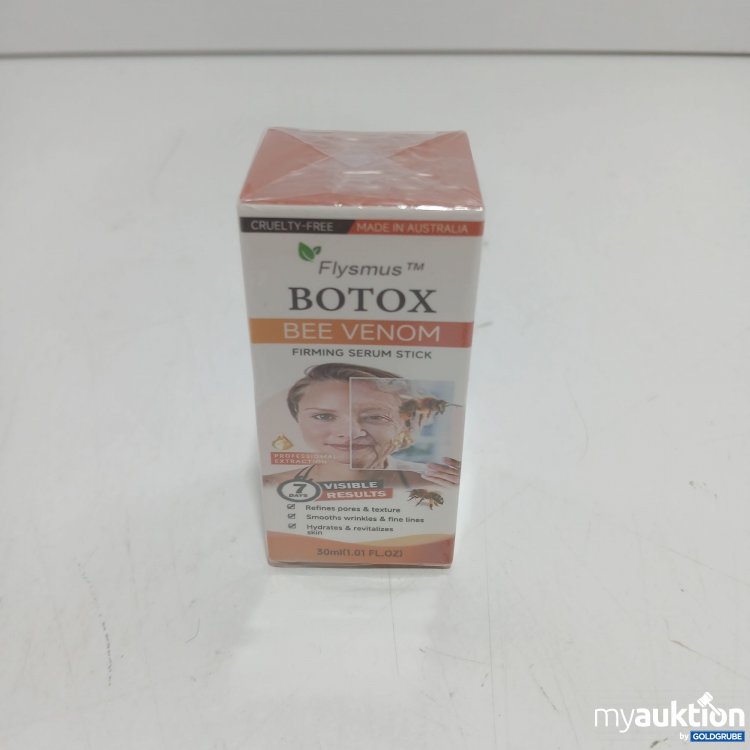 CRUELTY-FREE MADE IN AUSTRALIA
Flysmus™
BOTOX
BEE VENOM
FIRMING SERUM STICK
PROFESSIONAL
EXTRACTION
7 DAYS VISIBLE
RESULTS
Refines pores & texture
Smooths wrinkles & fine lines
Hydrates & revitalizes
skin
30ml(1.01 FL.OZ)
myauktion
by GOLDGRUBE